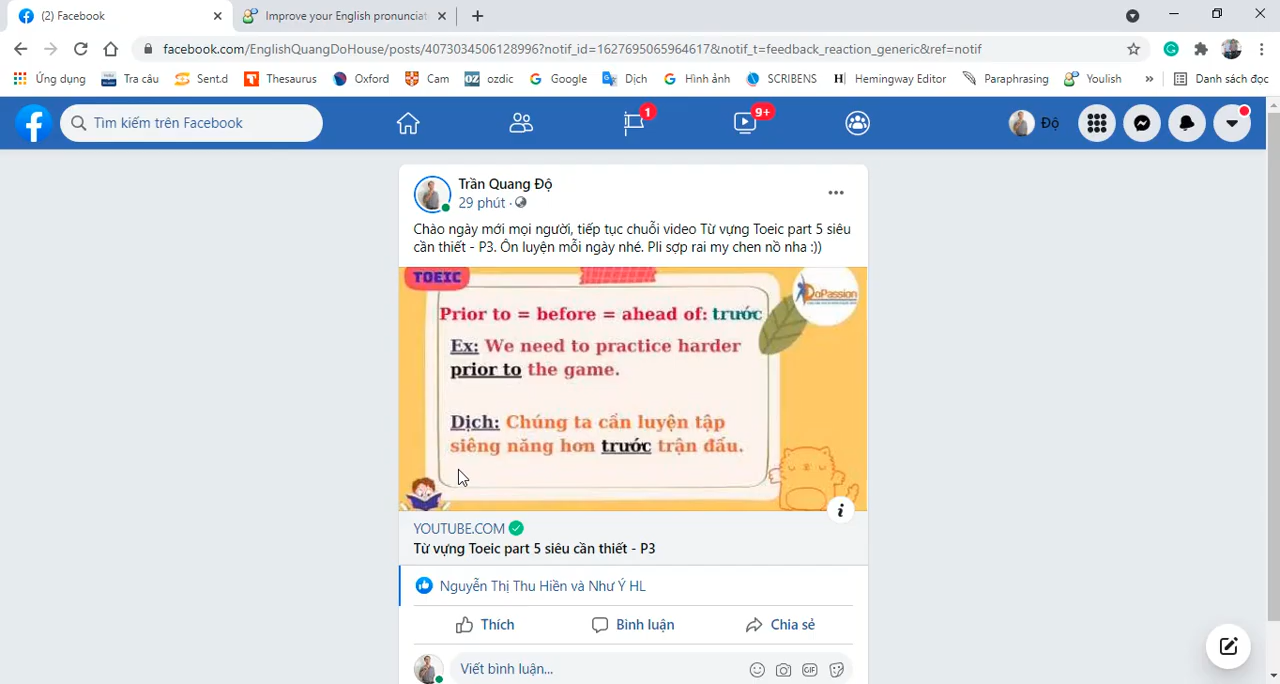 (2) Facebook
Improve your English pronunciat
facebook.com/EnglishQuangDoHouse/posts/4073034506128996?notif_id=1627695065964617&notif_t=feedback_reaction_generic&ref=notif
Ứng dụng Tra câu Sent.d Thesaurus Oxford Cam ozdic Google Dịch Hình ảnh SCRIBENS Hemingway Editor Paraphrasing Youlish » Danh sách đọc
Tìm kiếm trên Facebook 1 9+ Độ
Trần Quang Độ
29 phút ·
Chào ngày mới mọi người, tiếp tục chuỗi video Từ vựng Toeic part 5 siêu
cần thiết - P3. Ôn luyện mỗi ngày nhé. Pli sợp rai my chen nồ nha :))
TOEIC
DoPassion
Prior to = before = ahead of: trước
Ex: We need to practice harder
prior to the game.
Dịch: Chúng ta cần luyện tập
siêng năng hơn trước trận đấu.
YOUTUBE.COM
Từ vựng Toeic part 5 siêu cần thiết - P3
Nguyễn Thị Thu Hiền và Như Ý HL
Thích Bình luận Chia sẻ
Viết bình luận... GIF